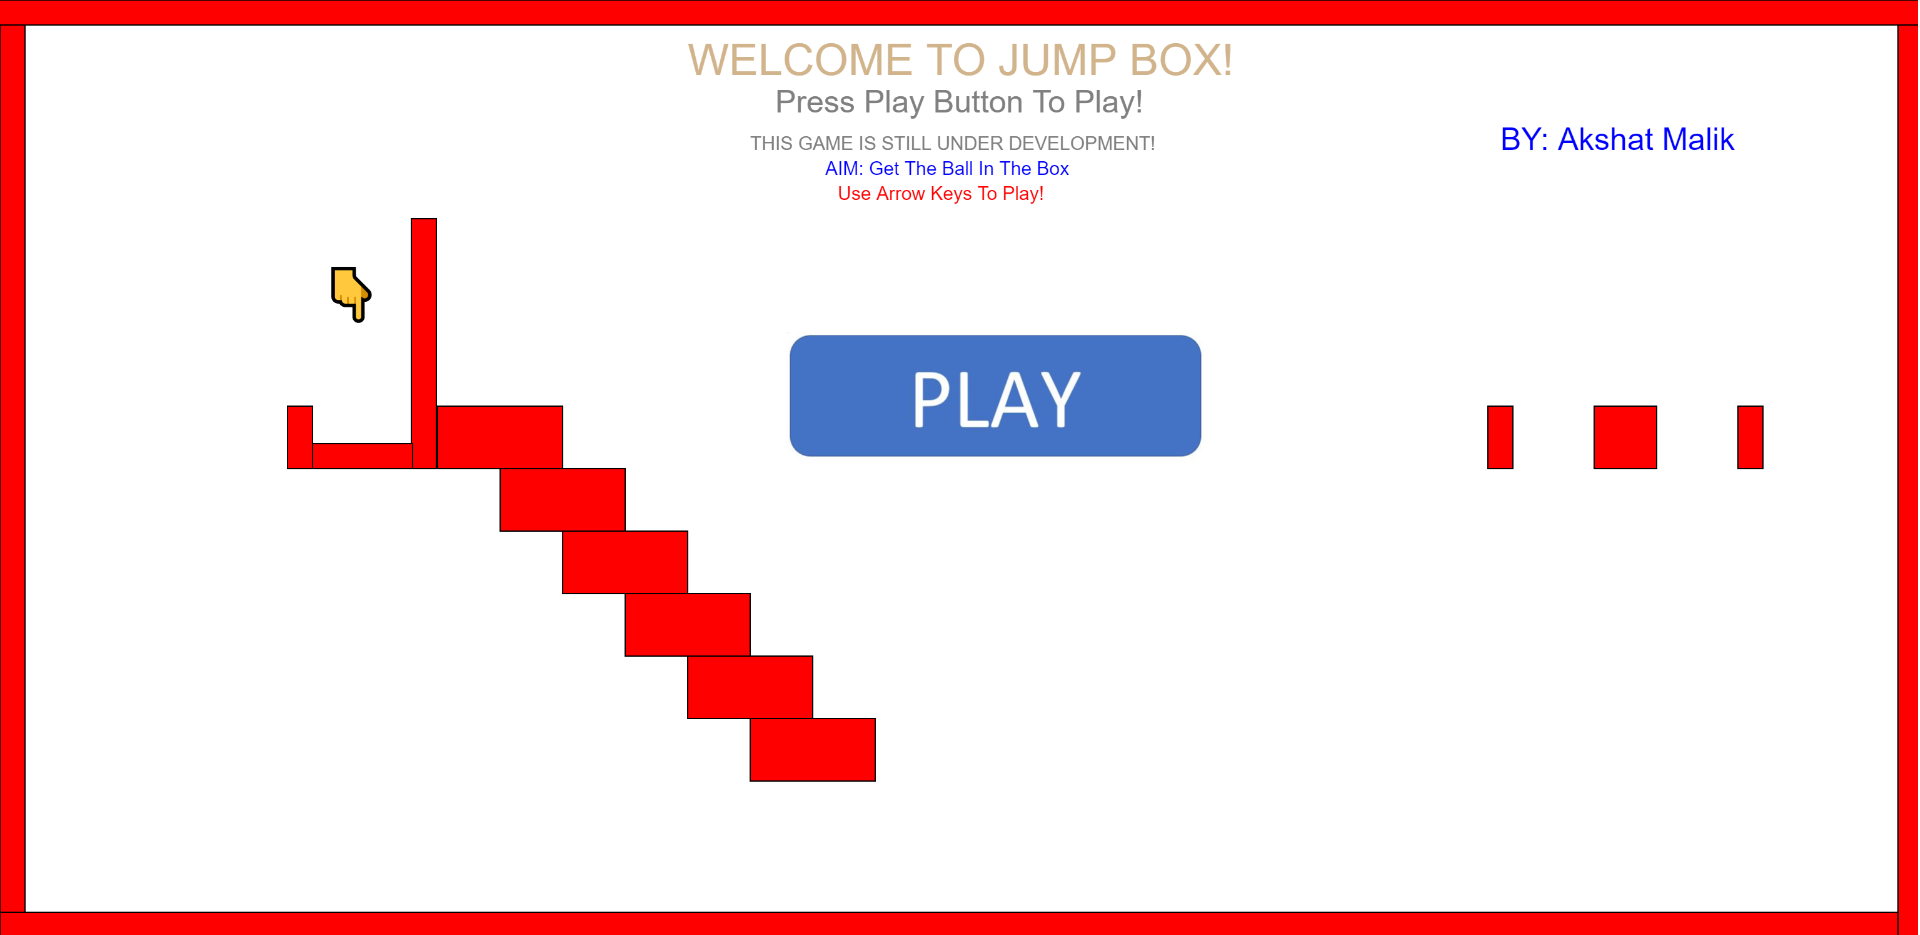 WELCOME TO JUMP BOX!
Press Play Button To Play!
THIS GAME IS STILL UNDER DEVELOPMENT!
BY: Akshat Malik
AIM: Get The Ball In The Box
Use Arrow Keys To Play!
PLAY